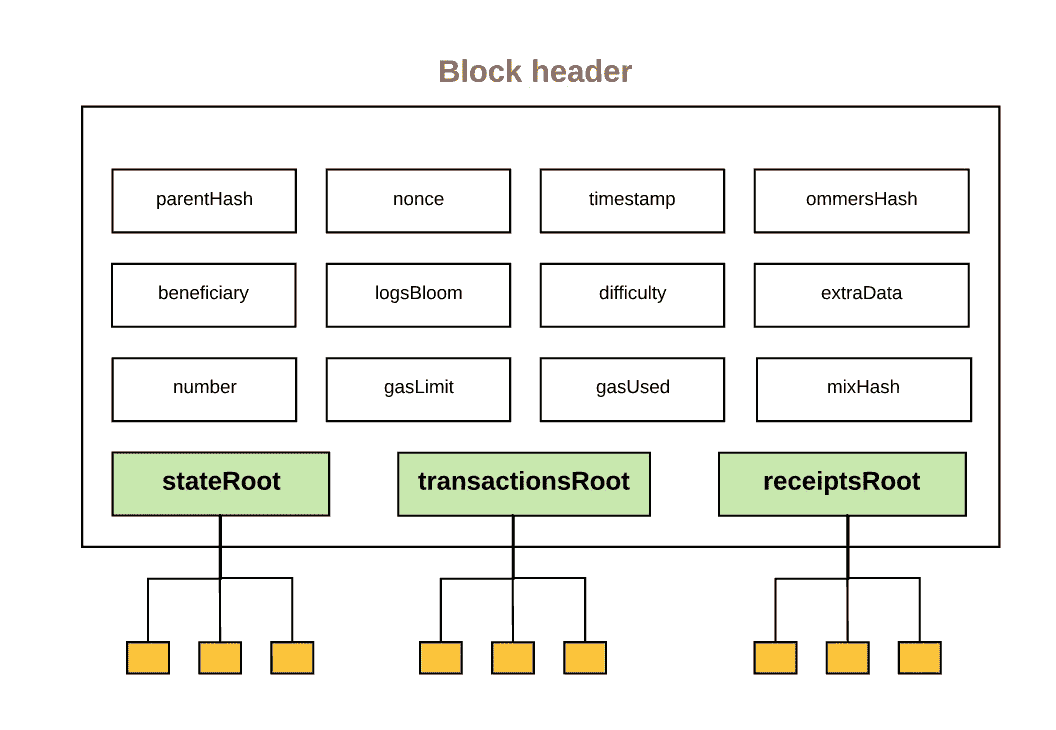 Block header
parentHash
nonce
timestamp
ommersHash
beneficiary
logsBloom
difficulty
extraData
number
gasLimit
gasUsed
mixHash
stateRoot
transactionsRoot
receiptsRoot